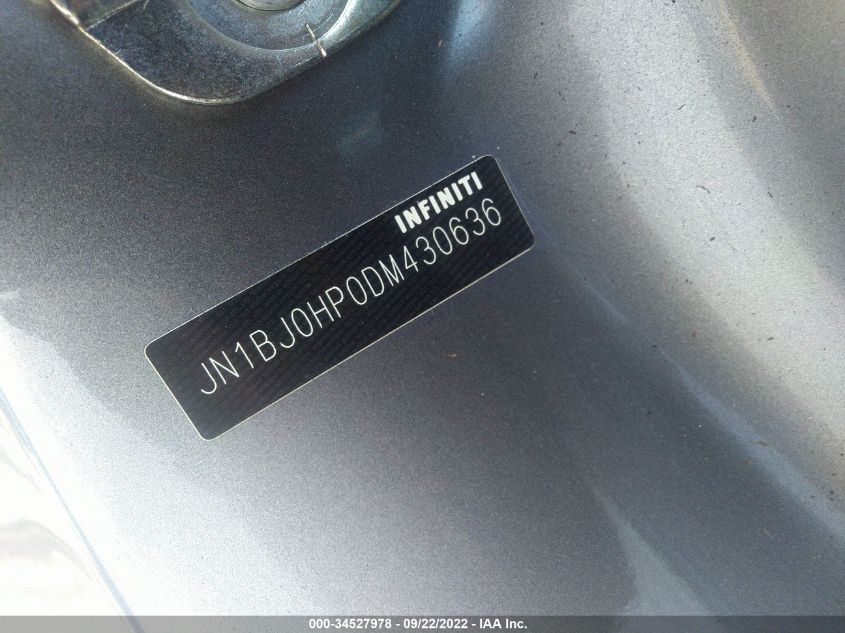 INFINITI
JN1BJ0HP0DM430636
000-34527978 - 09/22/2022 - IAA Inc.